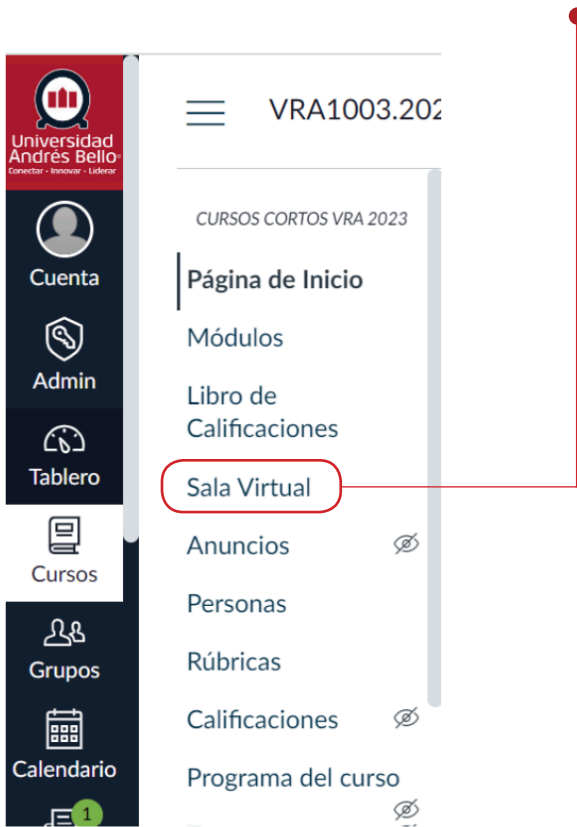 Universidad
Andrés Bello
Conectar - Innovar - Liderar
Cuenta
Admin
Tablero
Cursos
Grupos
Calendario
1
VRA1003.202
CURSOS CORTOS VRA 2023
Página de Inicio
Módulos
Libro de
Calificaciones
Sala Virtual
Anuncios
Personas
Rúbricas
Calificaciones
Programa del curso